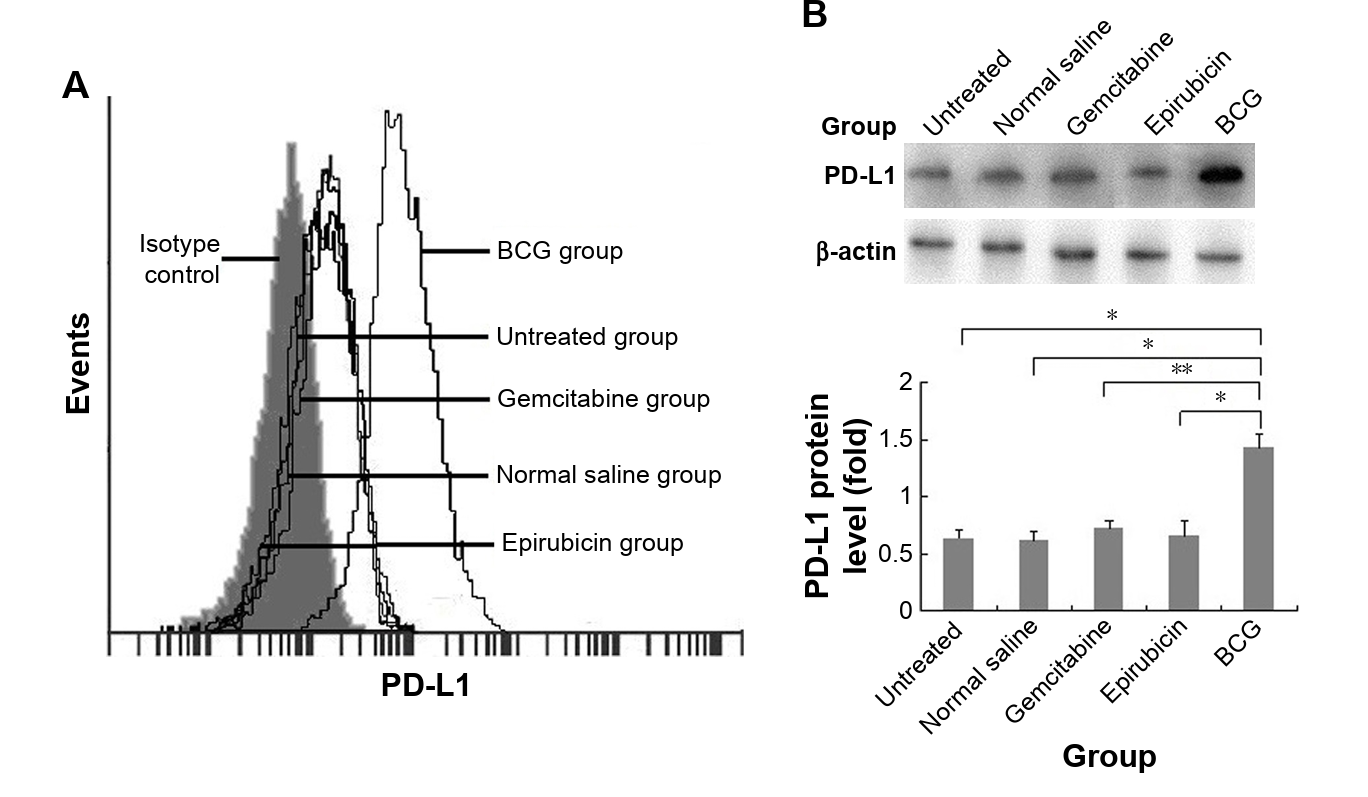 A
Isotype
control
BCG group
Untreated group
Gemcitabine group
Normal saline group
Epirubicin group
Events
PD-L1
B
Group
Untreated
Normal saline
Gemcitabine
Epirubicin
BCG
PD-L1
β-actin
*
*
**
*
PD-L1 protein
level (fold)
2
1.5
1
0.5
0
Untreated
Normal saline
Gemcitabine
Epirubicin
BCG
Group